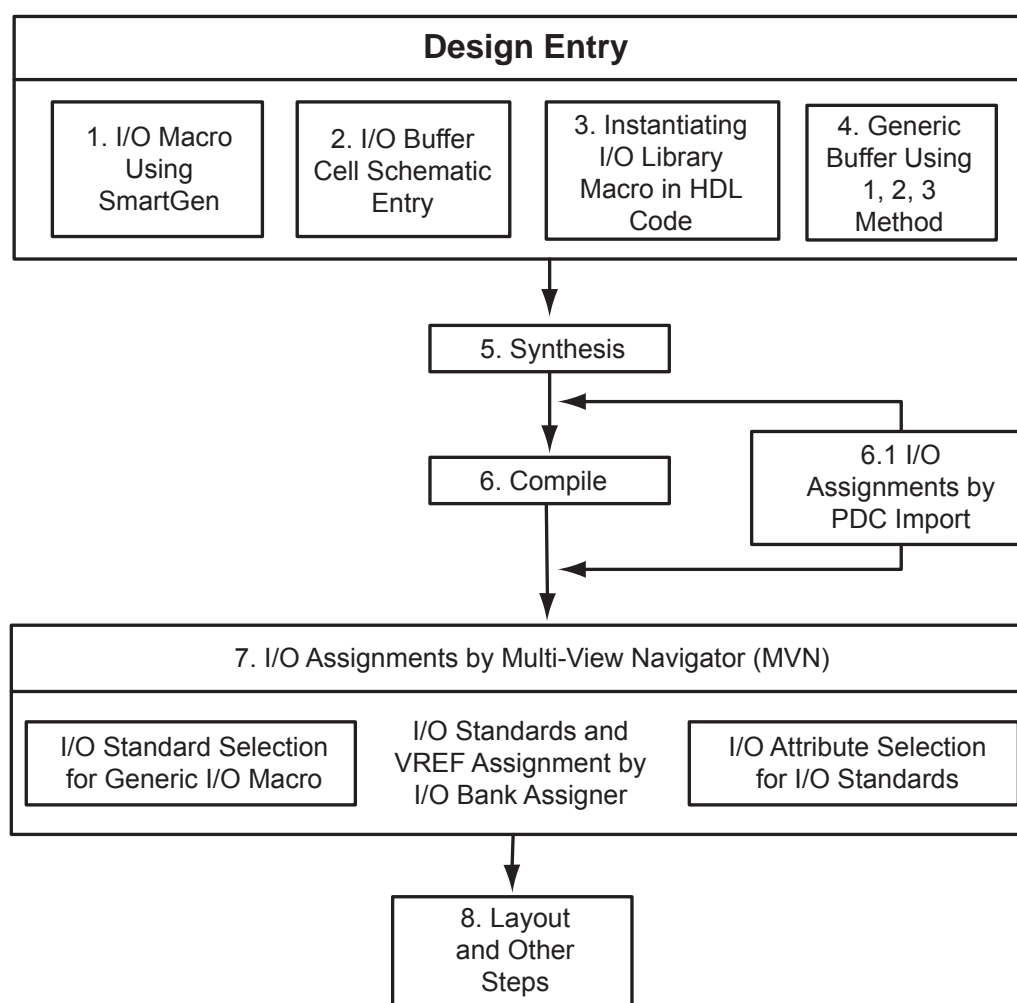 Design Entry
1. I/O Macro
Using
SmartGen
2. I/O Buffer
Cell Schematic
Entry
3. Instantiating
I/O Library
Macro in HDL
Code
4. Generic
Buffer Using
1, 2, 3
Method
5. Synthesis
6. Compile
6.1 I/O
Assignments by
PDC Import
7. I/O Assignments by Multi-View Navigator (MVN)
I/O Standard Selection
for Generic I/O Macro
I/O Standards and
VREF Assignment by
I/O Bank Assigner
I/O Attribute Selection
for I/O Standards
8. Layout
and Other
Steps